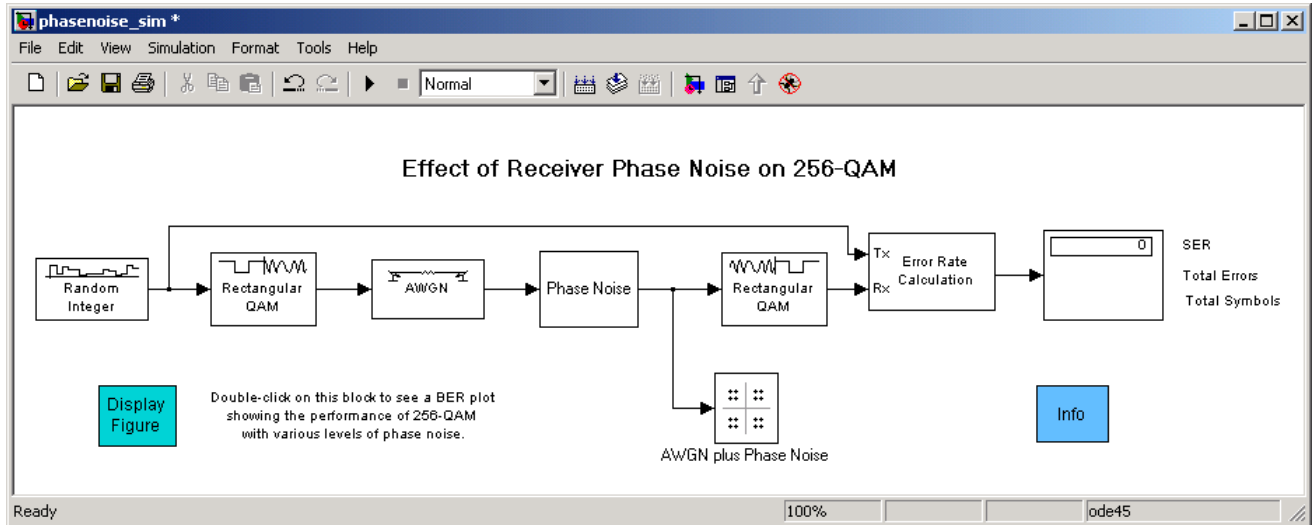 phasenoise_sim *
File Edit View Simulation Format Tools Help
Normal
Effect of Receiver Phase Noise on 256-QAM
Random
Integer
Rectangular
QAM
AWGN
Phase Noise
Rectangular
QAM
Tx
Rx
Error Rate
Calculation
0
SER
Total Errors
Total Symbols
Display
Figure
Double-click on this block to see a BER plot
showing the performance of 256-QAM
with various levels of phase noise.
AWGN plus Phase Noise
Info
Ready
100%
ode45